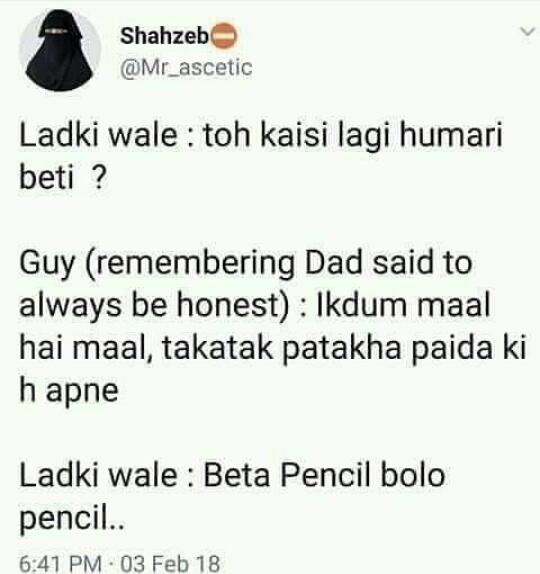 Shahzeb⛔
@Mr_ascetic
Ladki wale : toh kaisi lagi humari
beti ?
Guy (remembering Dad said to
always be honest) : Ikdum maal
hai maal, takatak patakha paida ki
h apne
Ladki wale : Beta Pencil bolo
pencil..
6:41 PM · 03 Feb 18